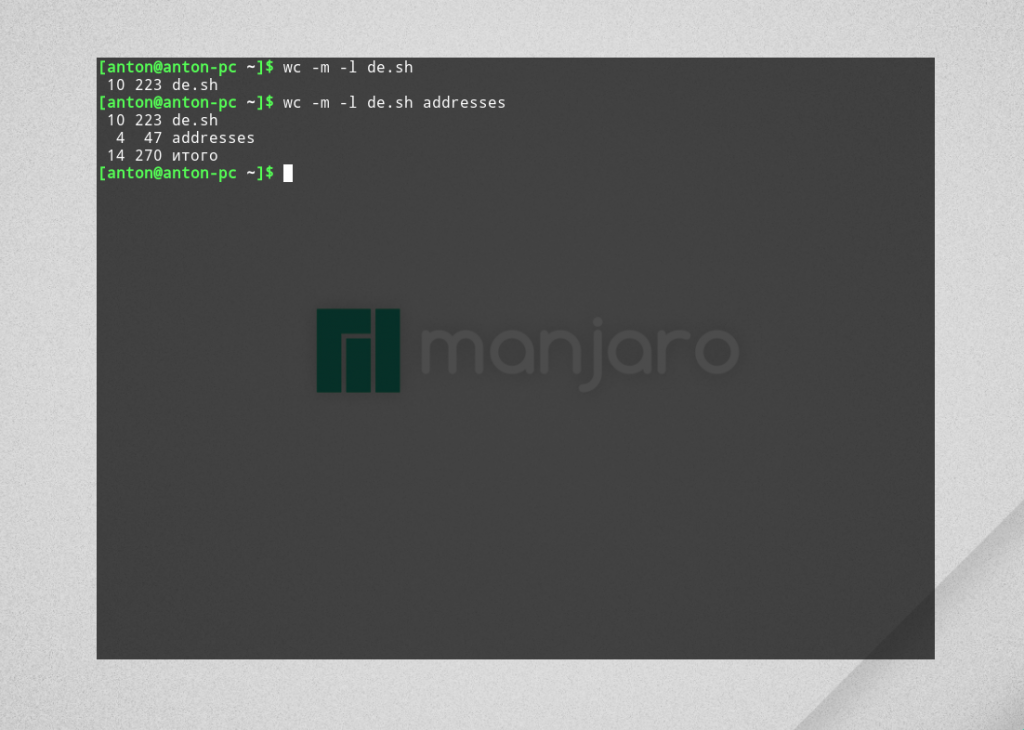 [anton@anton-pc ~]$ wc -m -l de.sh
 10 223 de.sh
[anton@anton-pc ~]$ wc -m -l de.sh addresses
 10 223 de.sh
  4  47 addresses
 14 270 итого
[anton@anton-pc ~]$
manjaro